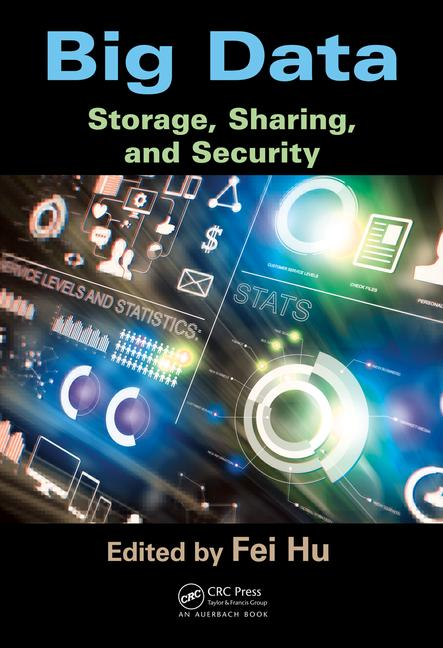 Big Data
Storage, Sharing,
and Security
CUSTOMER SERVICE LEVELS
CHECK FILES
SERVICE LEVELS AND STATISTICS:
STATS
Edited by Fei Hu
CRC
CRC Press
Taylor & Francis Group
AN AUERBACH BOOK